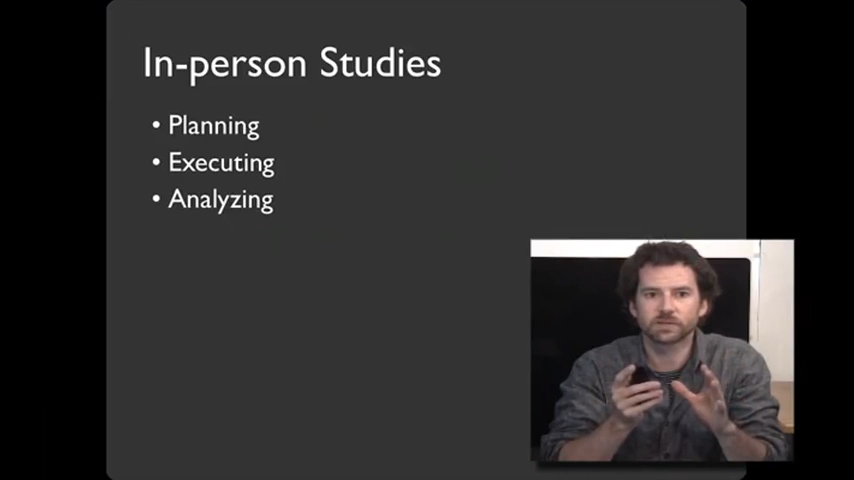 In-person Studies
• Planning
• Executing
• Analyzing